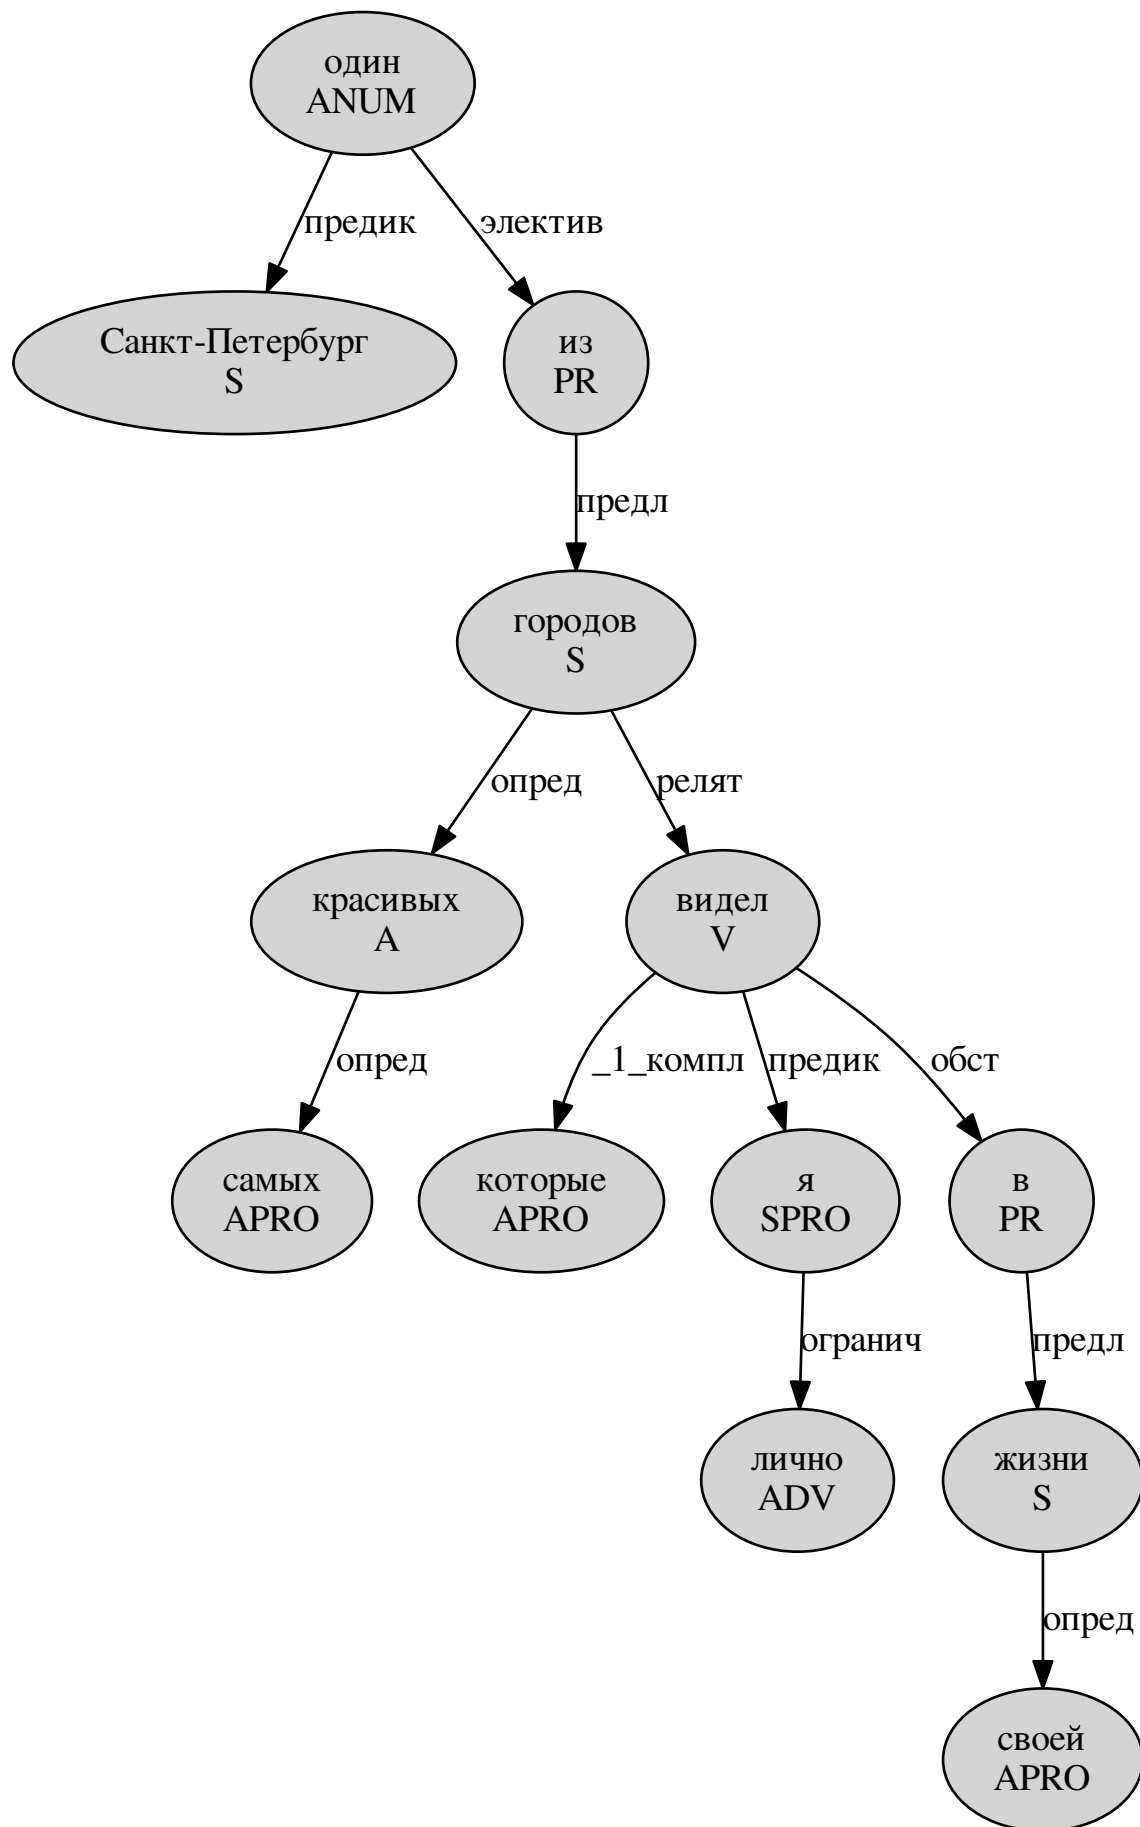 один
ANUM
предик
электив
Санкт-Петербург
S
из
PR
предл
городов
S
опред
релят
красивых
A
видел
V
опред
_1_компл
предик
обст
самых
APRO
которые
APRO
я
SPRO
в
PR
огранич
предл
лично
ADV
жизни
S
опред
своей
APRO